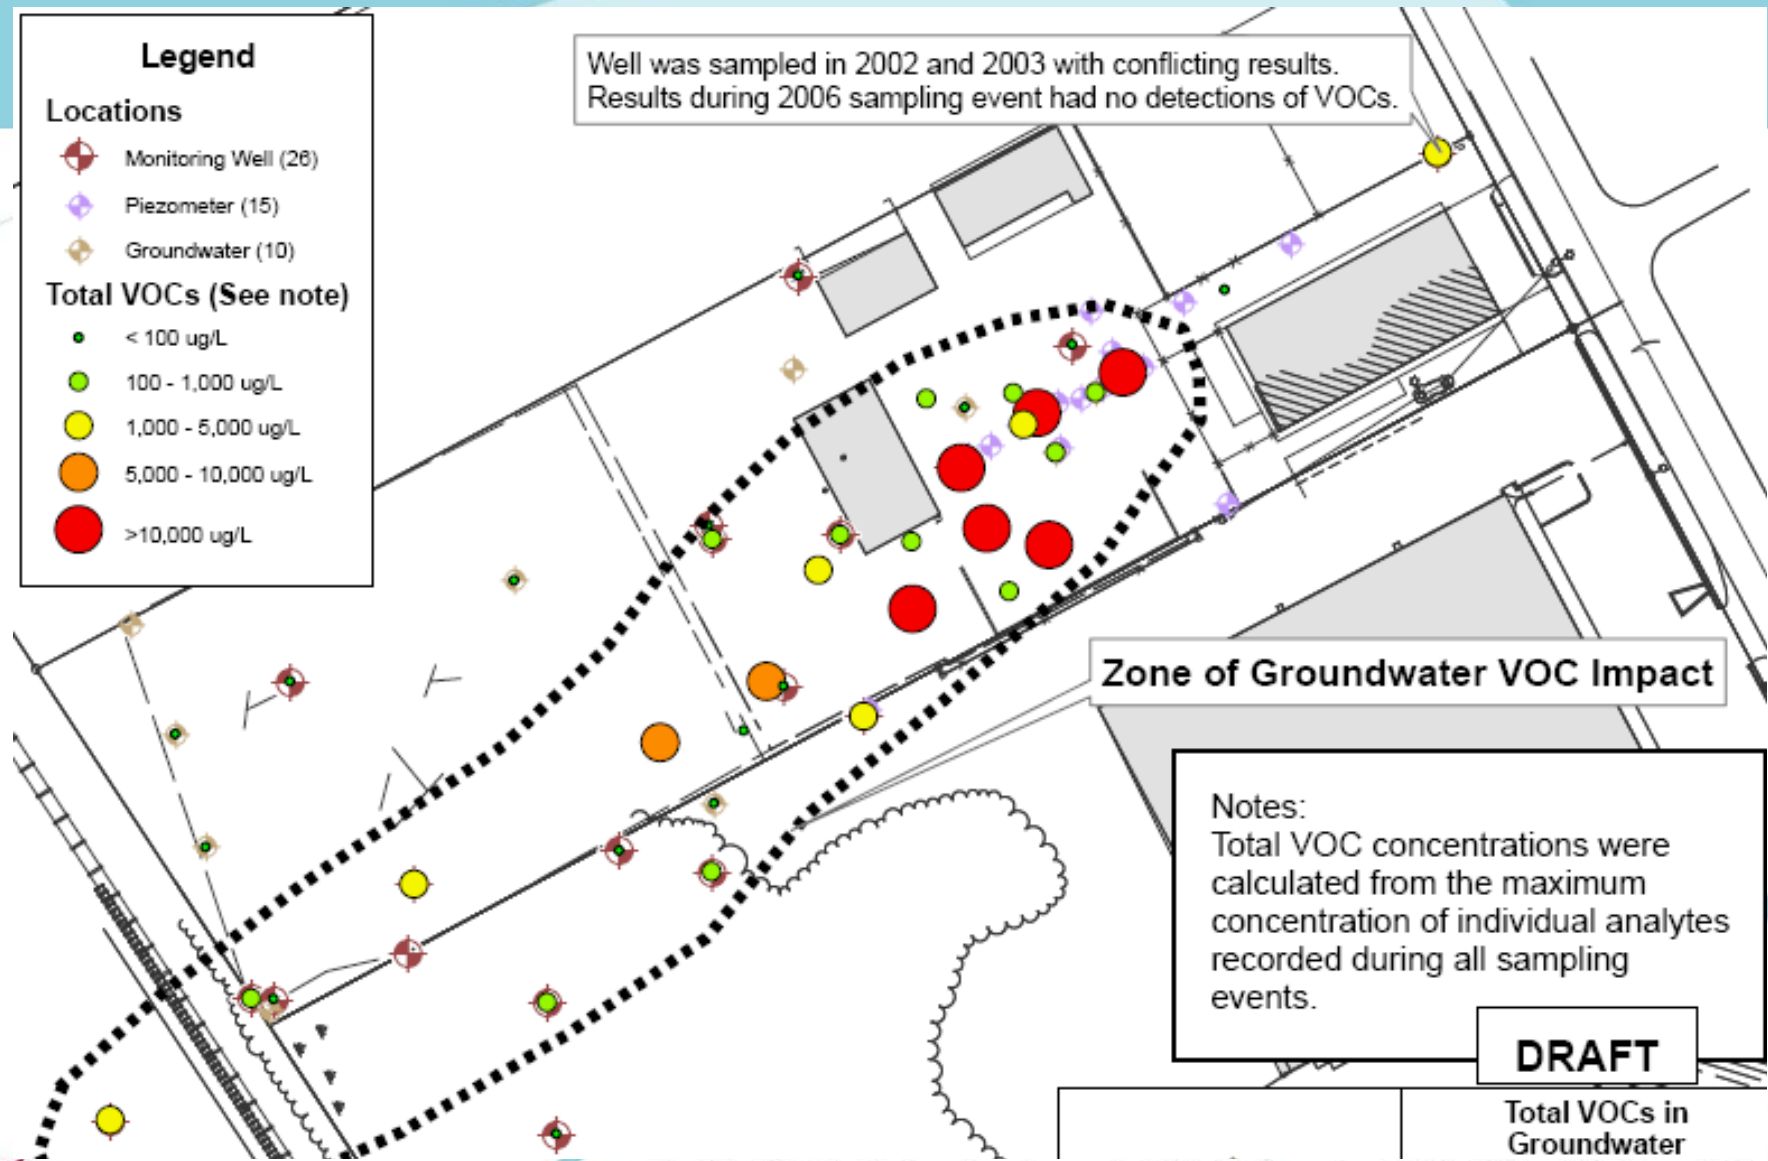 Legend
Locations
Monitoring Well (26)
Piezometer (15)
Groundwater (10)
Total VOCs (See note)
< 100 ug/L
100 - 1,000 ug/L
1,000 - 5,000 ug/L
5,000 - 10,000 ug/L
>10,000 ug/L
Well was sampled in 2002 and 2003 with conflicting results.
Results during 2006 sampling event had no detections of VOCs.
Zone of Groundwater VOC Impact
Notes:
Total VOC concentrations were
calculated from the maximum
concentration of individual analytes
recorded during all sampling
events.
DRAFT
Total VOCs in
Groundwater